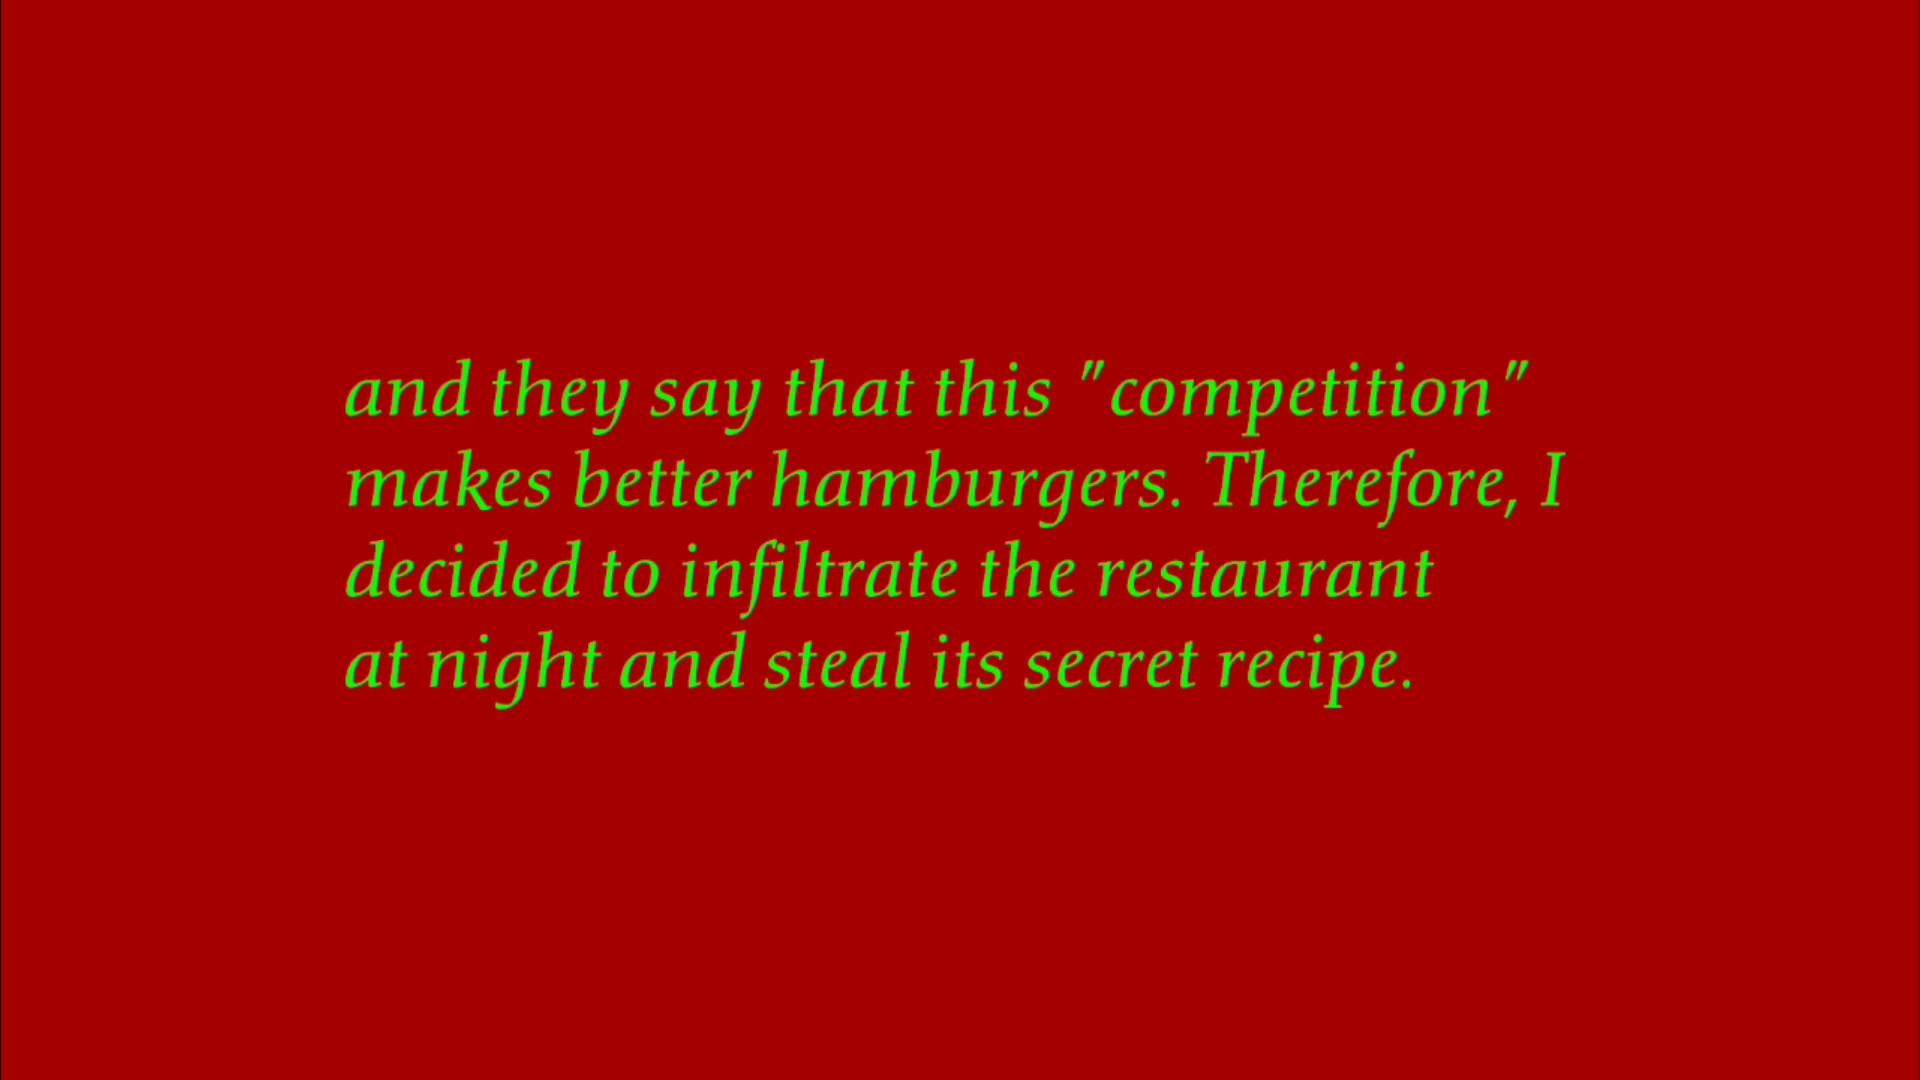 and they say that this "competition"
makes better hamburgers. Therefore, I
decided to infiltrate the restaurant
at night and steal its secret recipe.